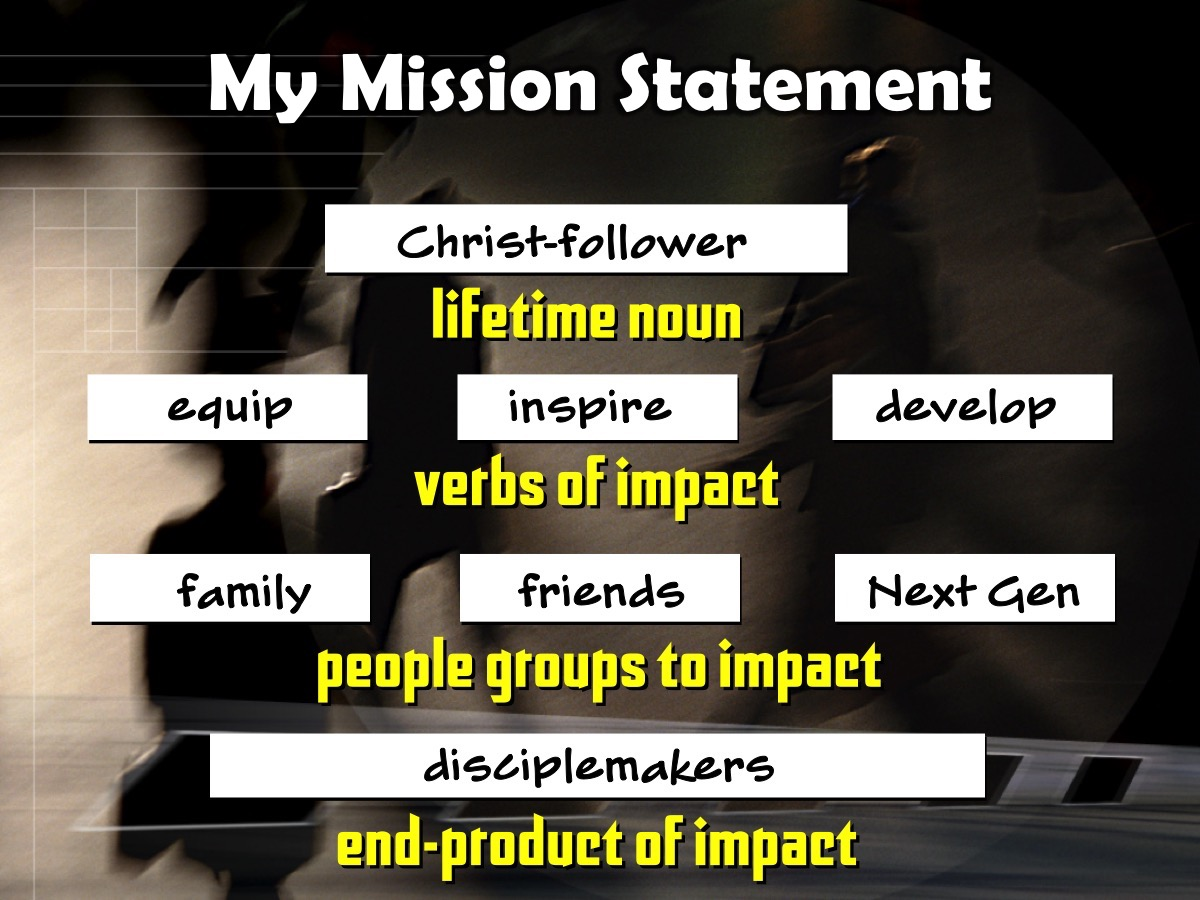 My Mission Statement
Christ-follower
lifetime noun
equip inspire develop
verbs of impact
family friends Next Gen
people groups to impact
disciplemakers
end-product of impact